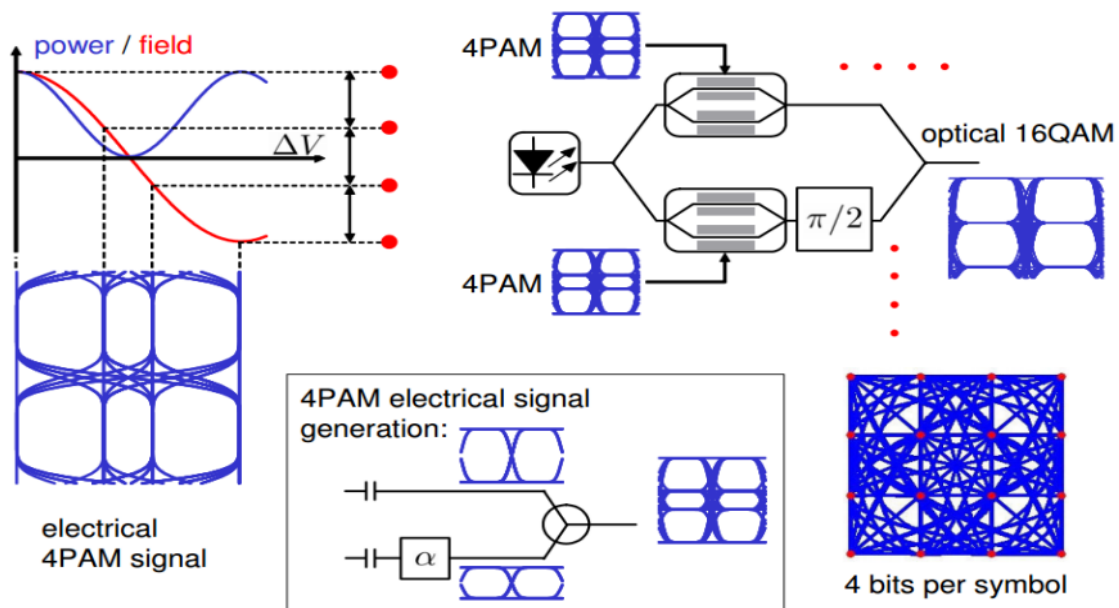 power / field
ΔV
electrical
4PAM signal
4PAM
4PAM
π/2
optical 16QAM
4PAM electrical signal
generation:
α
4 bits per symbol